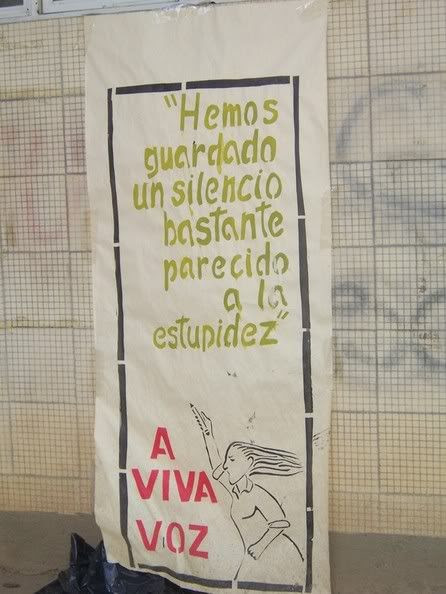 "Hemos
guardado
un silencio
bastante
parecido
a la
estupidez"
A
VIVA
VOZ